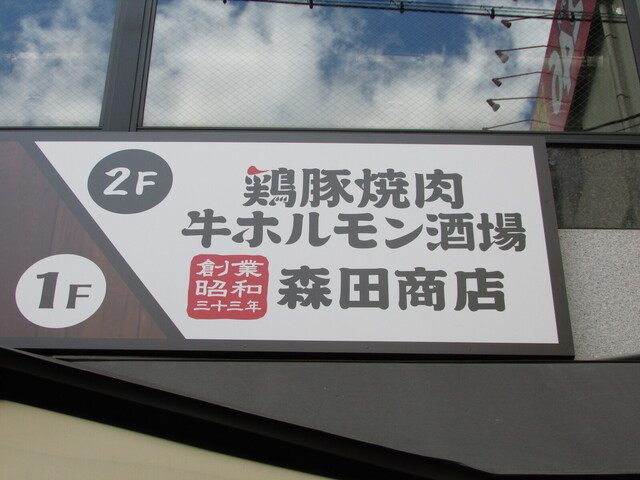 2F
鶏豚焼肉
牛ホルモン酒場
創業
昭和
三十三年
森田商店
1F